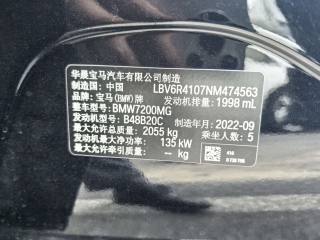 华晨宝马汽车有限公司制造
制造国：中国 LBV6R4107NM474563
品牌：宝马(BMW)牌 发动机排量：1998 mL
整车型号：BMW7200MG
发动机型号：B48B20C 制造年月：2022-09
最大允许总质量：2055 kg 乘坐人数：5
发动机最大净功率：135 kW
最大允许牵引质量： -- kg